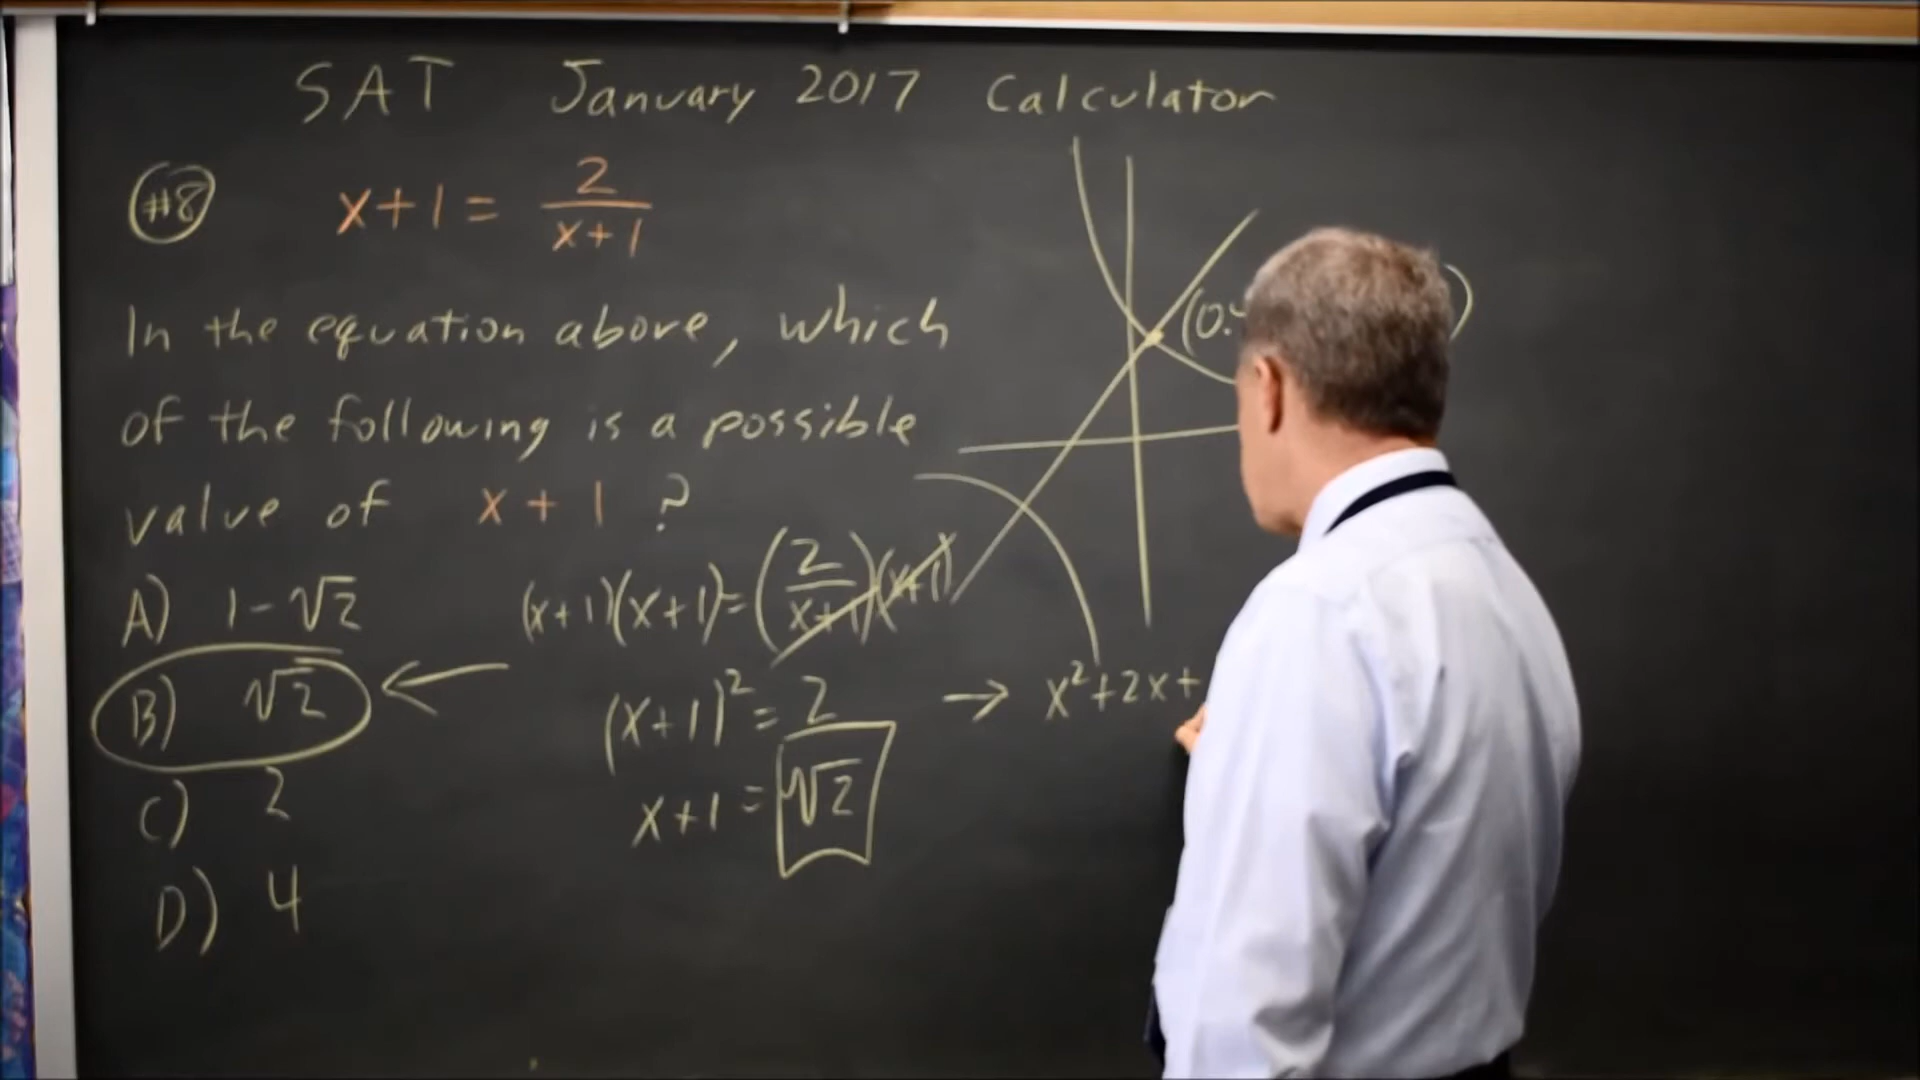 SAT January 2017 Calculator
#8 x+1 = 2/(x+1)
In the equation above, which
of the following is a possible
value of x + 1 ?
A) 1-√2
B) √2
C) 2
D) 4
(x+1)(x+1)=(2/(x+1))(x+1)
(x+1)²=2
x+1=√2
→ x²+2x+
(0.
)